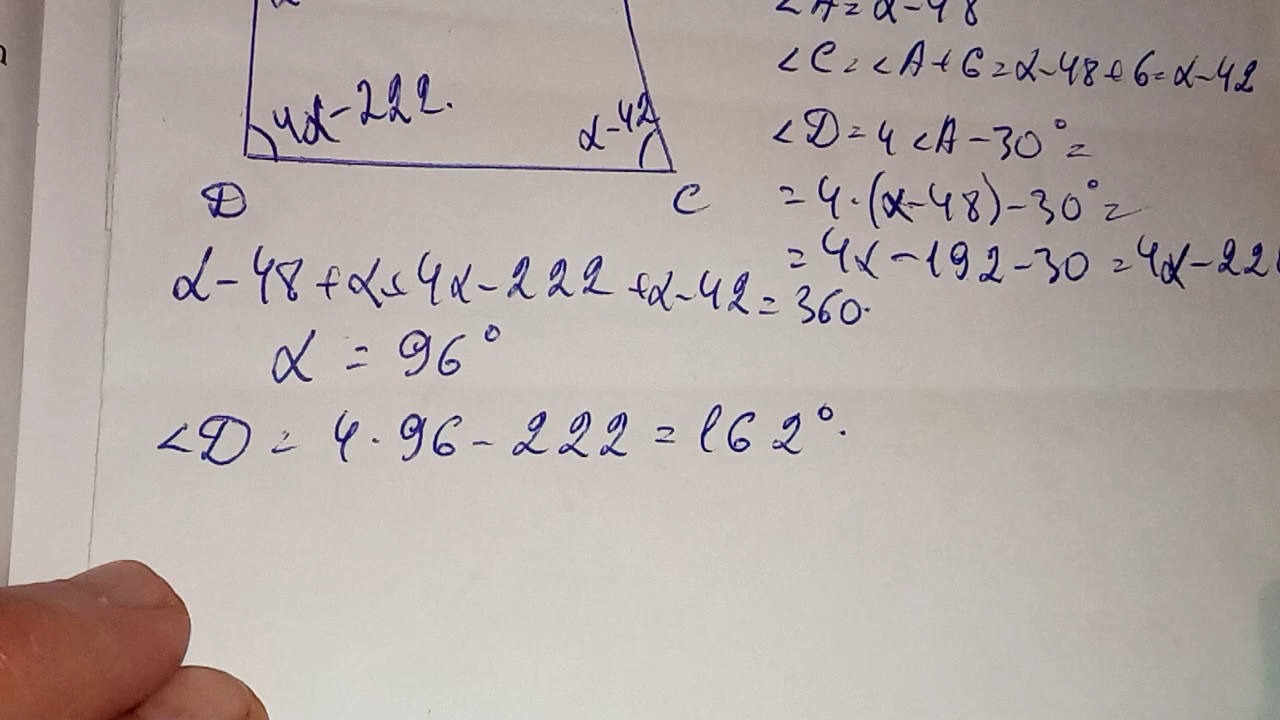 ∠A = α-48
∠C = ∠A + 6 = α-48+6 = α-42
∠D = 4∠A - 30° =
= 4·(α-48)-30° =
= 4α-192-30 = 4α-22
4α-222.
α-42
D
C
α-48+α+4α-222+α-42=360.
α = 96°
∠D = 4·96-222 = 162°.